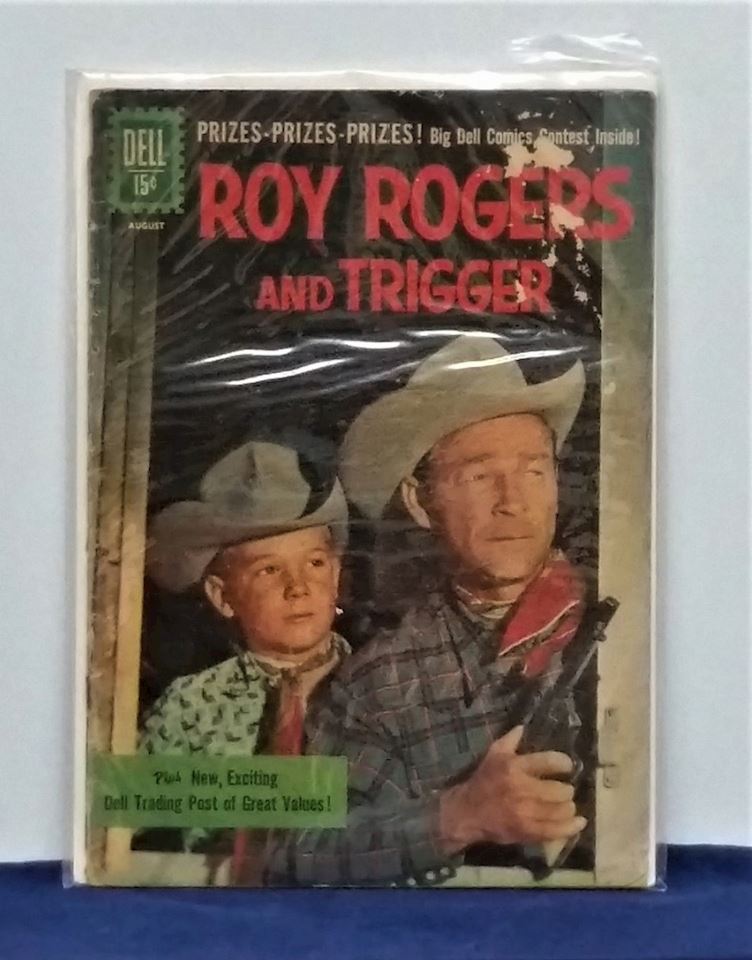 DELL
15¢
AUGUST
PRIZES-PRIZES-PRIZES! Big Dell Comics Contest Inside!
ROY ROGERS
AND TRIGGER
Plus New, Exciting
Dell Trading Post of Great Values!